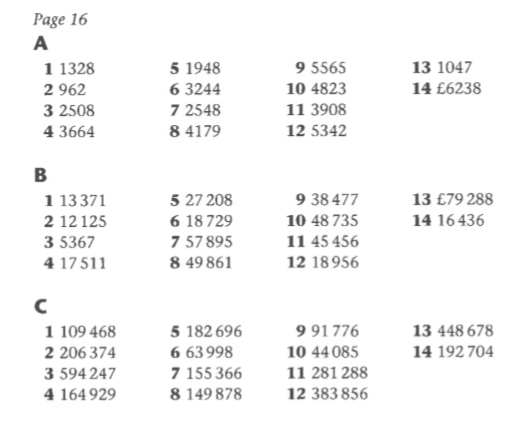 Page 16
A
1 1328 5 1948 9 5565 13 1047
2 962 6 3244 10 4823 14 £6238
3 2508 7 2548 11 3908
4 3664 8 4179 12 5342
B
1 13 371 5 27 208 9 38 477 13 £79 288
2 12 125 6 18 729 10 48 735 14 16 436
3 5367 7 57 895 11 45 456
4 17 511 8 49 861 12 18 956
C
1 109 468 5 182 696 9 91 776 13 448 678
2 206 374 6 63 998 10 44 085 14 192 704
3 594 247 7 155 366 11 281 288
4 164 929 8 149 878 12 383 856